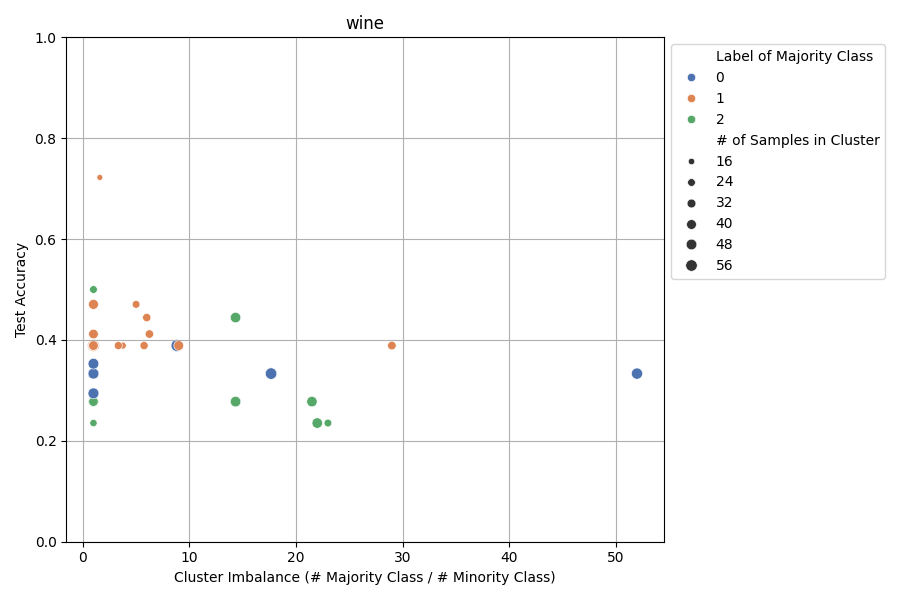 wine
1.0
0.8
0.6
0.4
0.2
0.0
Test Accuracy
0 10 20 30 40 50
Cluster Imbalance (# Majority Class / # Minority Class)
Label of Majority Class
0
1
2
# of Samples in Cluster
16
24
32
40
48
56